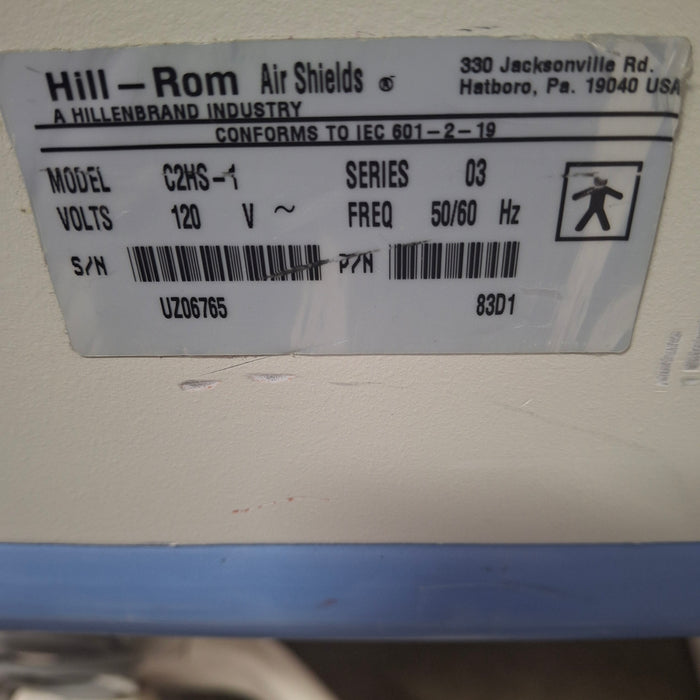 Hill-Rom Air Shields ®
A HILLENBRAND INDUSTRY
330 Jacksonville Rd.
Hatboro, Pa. 19040 USA
CONFORMS TO IEC 601-2-19
MODEL C2HS-1 SERIES 03
VOLTS 120 V ~ FREQ 50/60 Hz
S/N P/N
UZ06765 83D1